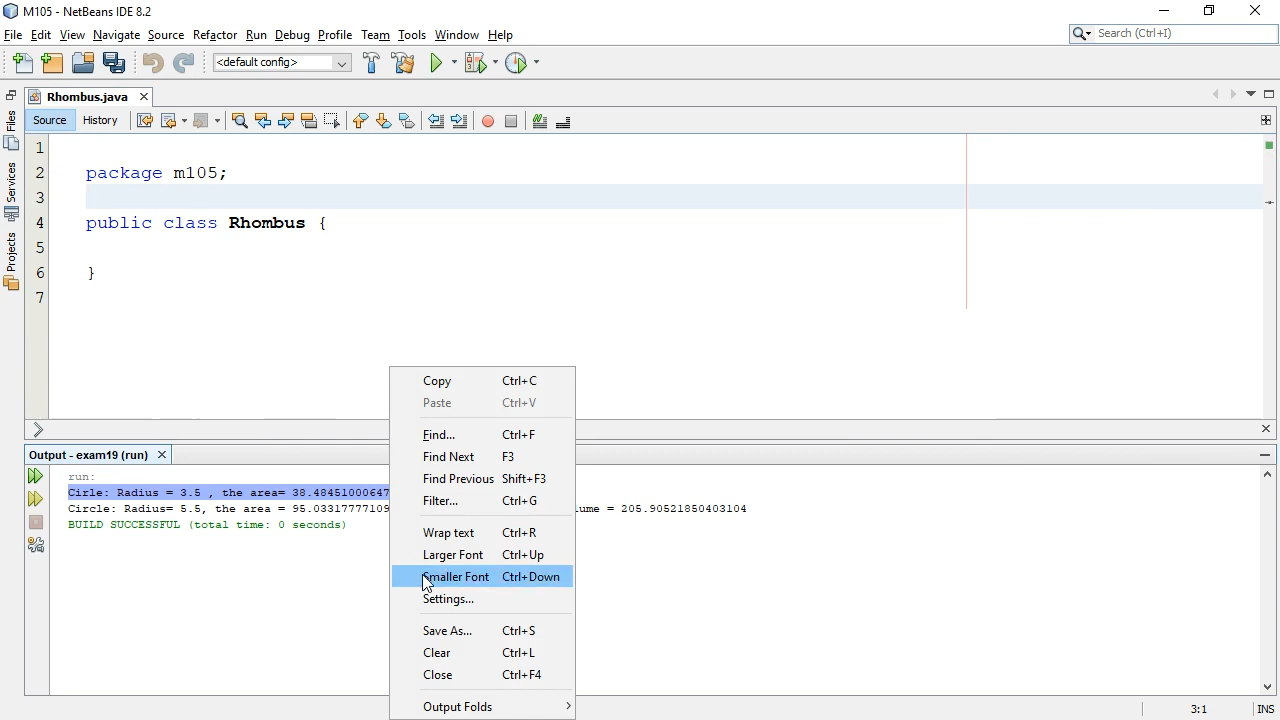 M105 - NetBeans IDE 8.2
File Edit View Navigate Source Refactor Run Debug Profile Team Tools Window Help
Search (Ctrl+I)
<default config>
Rhombus.java
Source History
Files
Services
Projects
1
2 package m105;
3
4 public class Rhombus {
5
6 }
7
Output - exam19 (run)
run:
Cirle: Radius = 3.5 , the area= 38.48451000647
Circle: Radius= 5.5, the area = 95.03317777109 ume = 205.90521850403104
BUILD SUCCESSFUL (total time: 0 seconds)
Copy Ctrl+C
Paste Ctrl+V
Find... Ctrl+F
Find Next F3
Find Previous Shift+F3
Filter... Ctrl+G
Wrap text Ctrl+R
Larger Font Ctrl+Up
Smaller Font Ctrl+Down
Settings...
Save As... Ctrl+S
Clear Ctrl+L
Close Ctrl+F4
Output Folds
3:1 INS